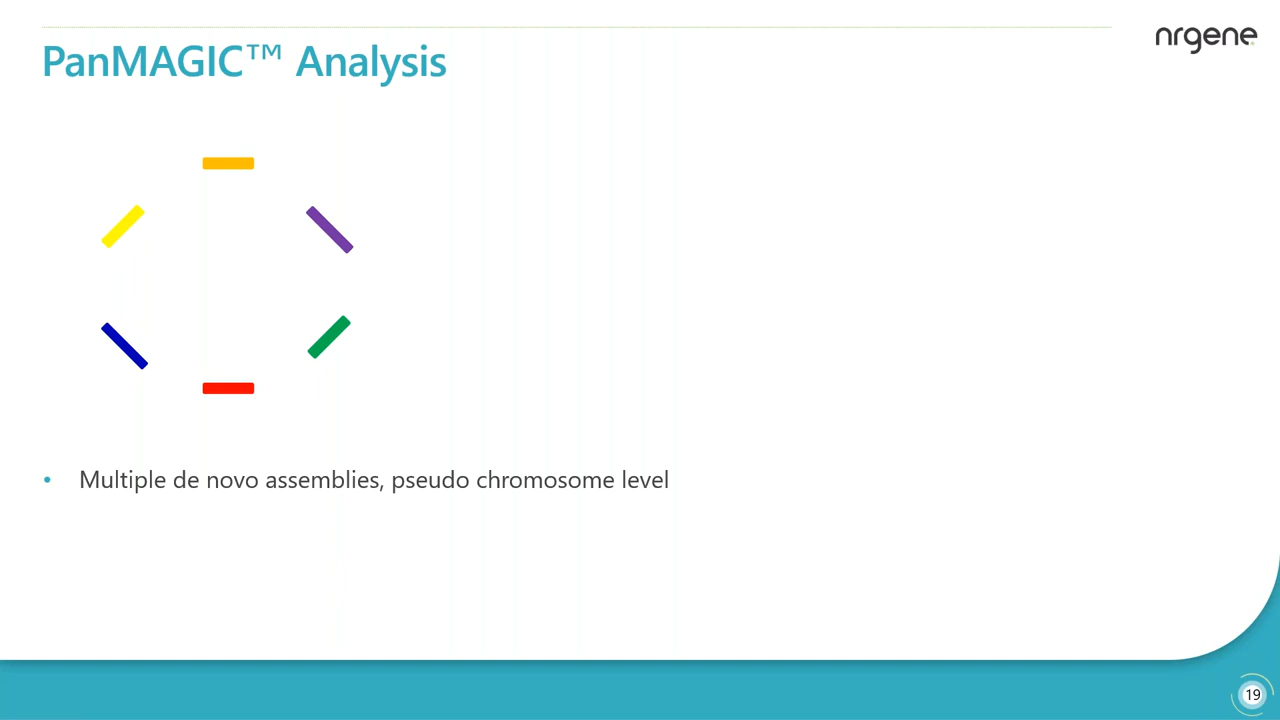 nrgene
PanMAGIC™ Analysis
• Multiple de novo assemblies, pseudo chromosome level
19